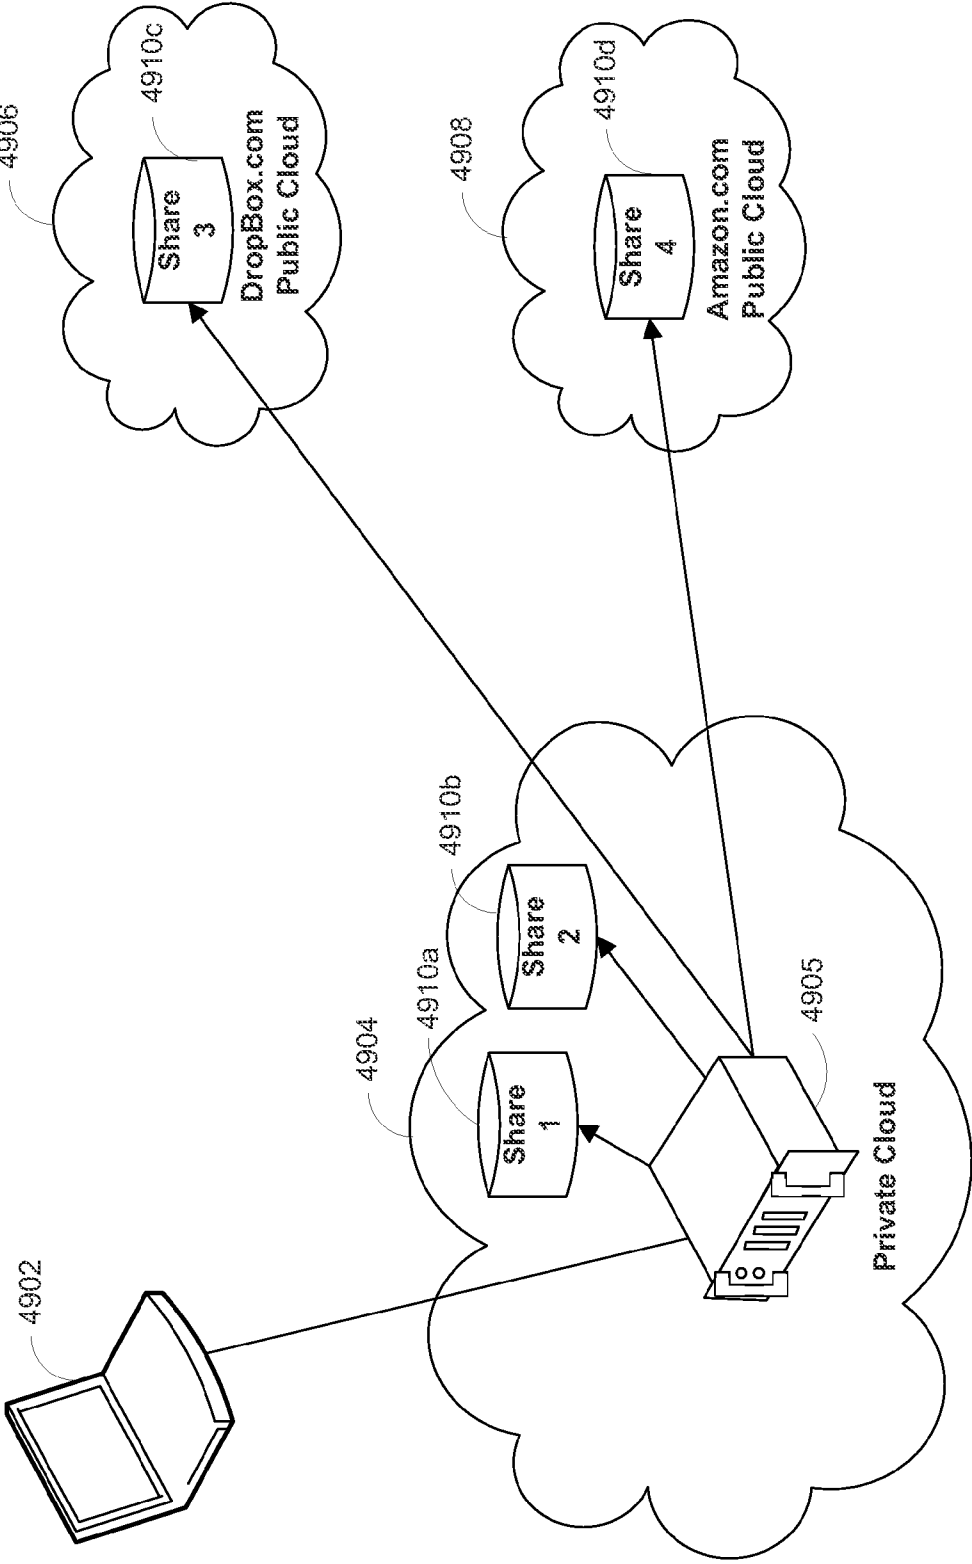 4902
4904
4910a
Share
1
4910b
Share
2
4905
Private Cloud
4906
4910c
Share
3
DropBox.com
Public Cloud
4908
4910d
Share
4
Amazon.com
Public Cloud